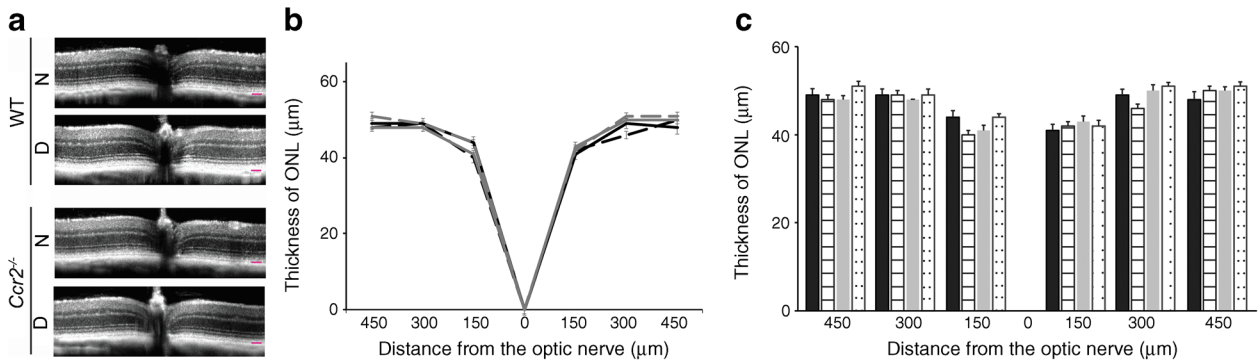 a
WT
N
D
Ccr2-/-
N
D
b
Thickness of ONL (μm)
60
40
20
0
450 300 150 0 150 300 450
Distance from the optic nerve (μm)
c
Thickness of ONL (μm)
60
40
20
0
450 300 150 0 150 300 450
Distance from the optic nerve (μm)